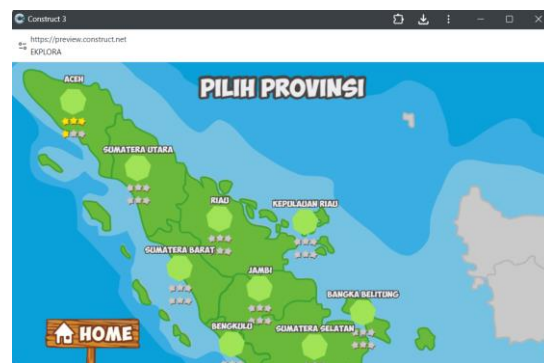 Construct 3
https://preview.construct.net
EKPLORA
PILIH PROVINSI
ACEH
SUMATERA UTARA
RIAU
KEPULAUAN RIAU
SUMATERA BARAT
JAMBI
BANGKA BELITUNG
BENGKULU
SUMATERA SELATAN
HOME